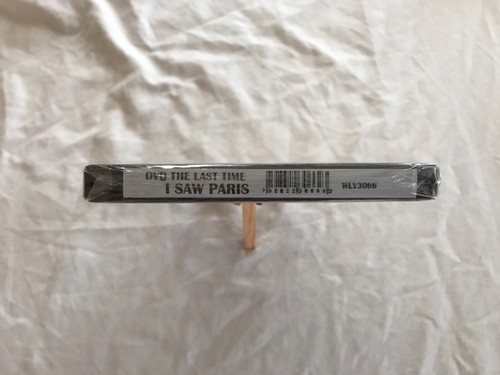 DVD THE LAST TIME
I SAW PARIS
WLV3066